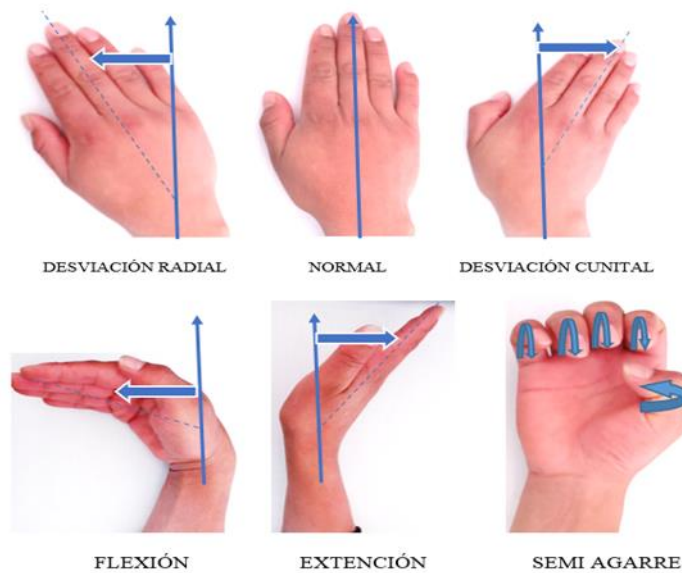 DESVIACIÓN RADIAL NORMAL DESVIACIÓN CUNITAL
FLEXIÓN EXTENCIÓN SEMI AGARRE